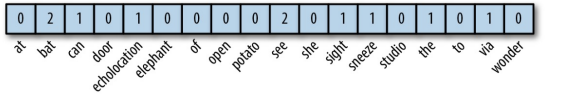 0 2 1 0 1 0 0 0 0 2 0 1 1 0 1 0 1 0
at bat can door echolocation elephant of open potato see she sight sneeze studio the to via wonder